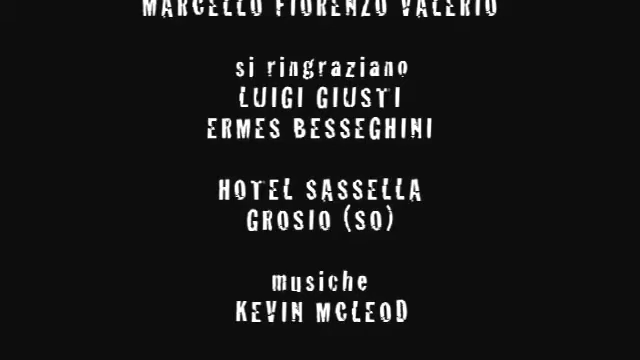 MARCELLO FIORENZO VALERIO
si ringraziano
LUIGI GIUSTI
ERMES BESSEGHINI
HOTEL SASSELLA
GROSIO (SO)
musiche
KEVIN MCLEOD